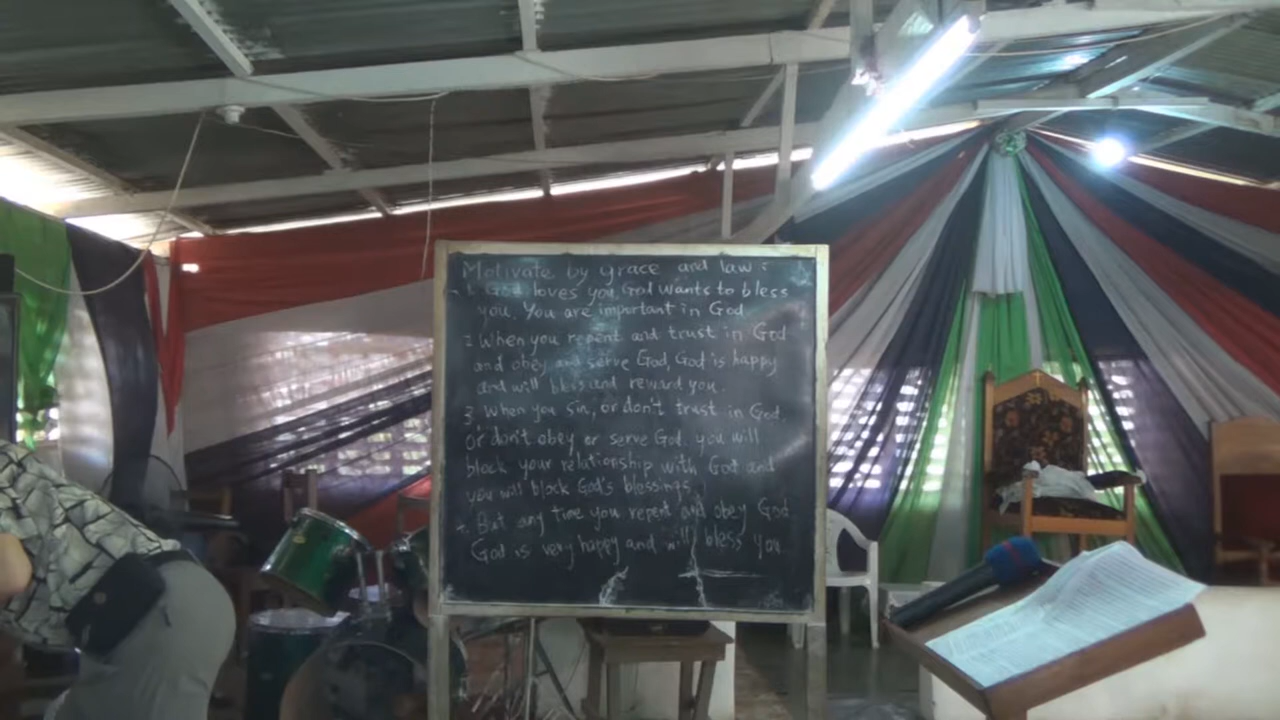 Motivate by grace and law:
1. God loves you, God wants to bless
you. You are important in God
2. When you repent and trust in God
and obey and serve God, God is happy
and will bless and reward you.
3. When you sin, or don't trust in God,
or don't obey or serve God, you will
block your relationship with God and
you will block God's blessings.
4. But any time you repent and obey God
God is very happy and will bless you